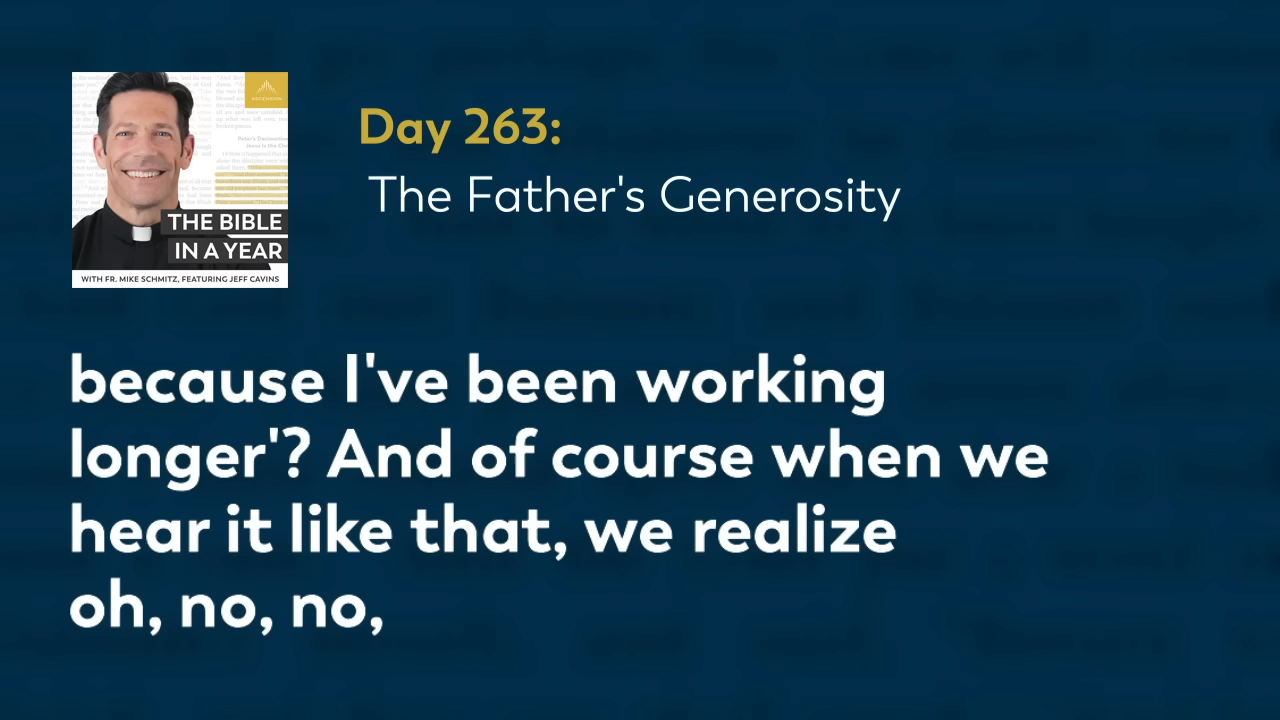 THE BIBLE
IN A YEAR
WITH FR. MIKE SCHMITZ, FEATURING JEFF CAVINS
Day 263:
The Father's Generosity
because I've been working
longer'? And of course when we
hear it like that, we realize
oh, no, no,